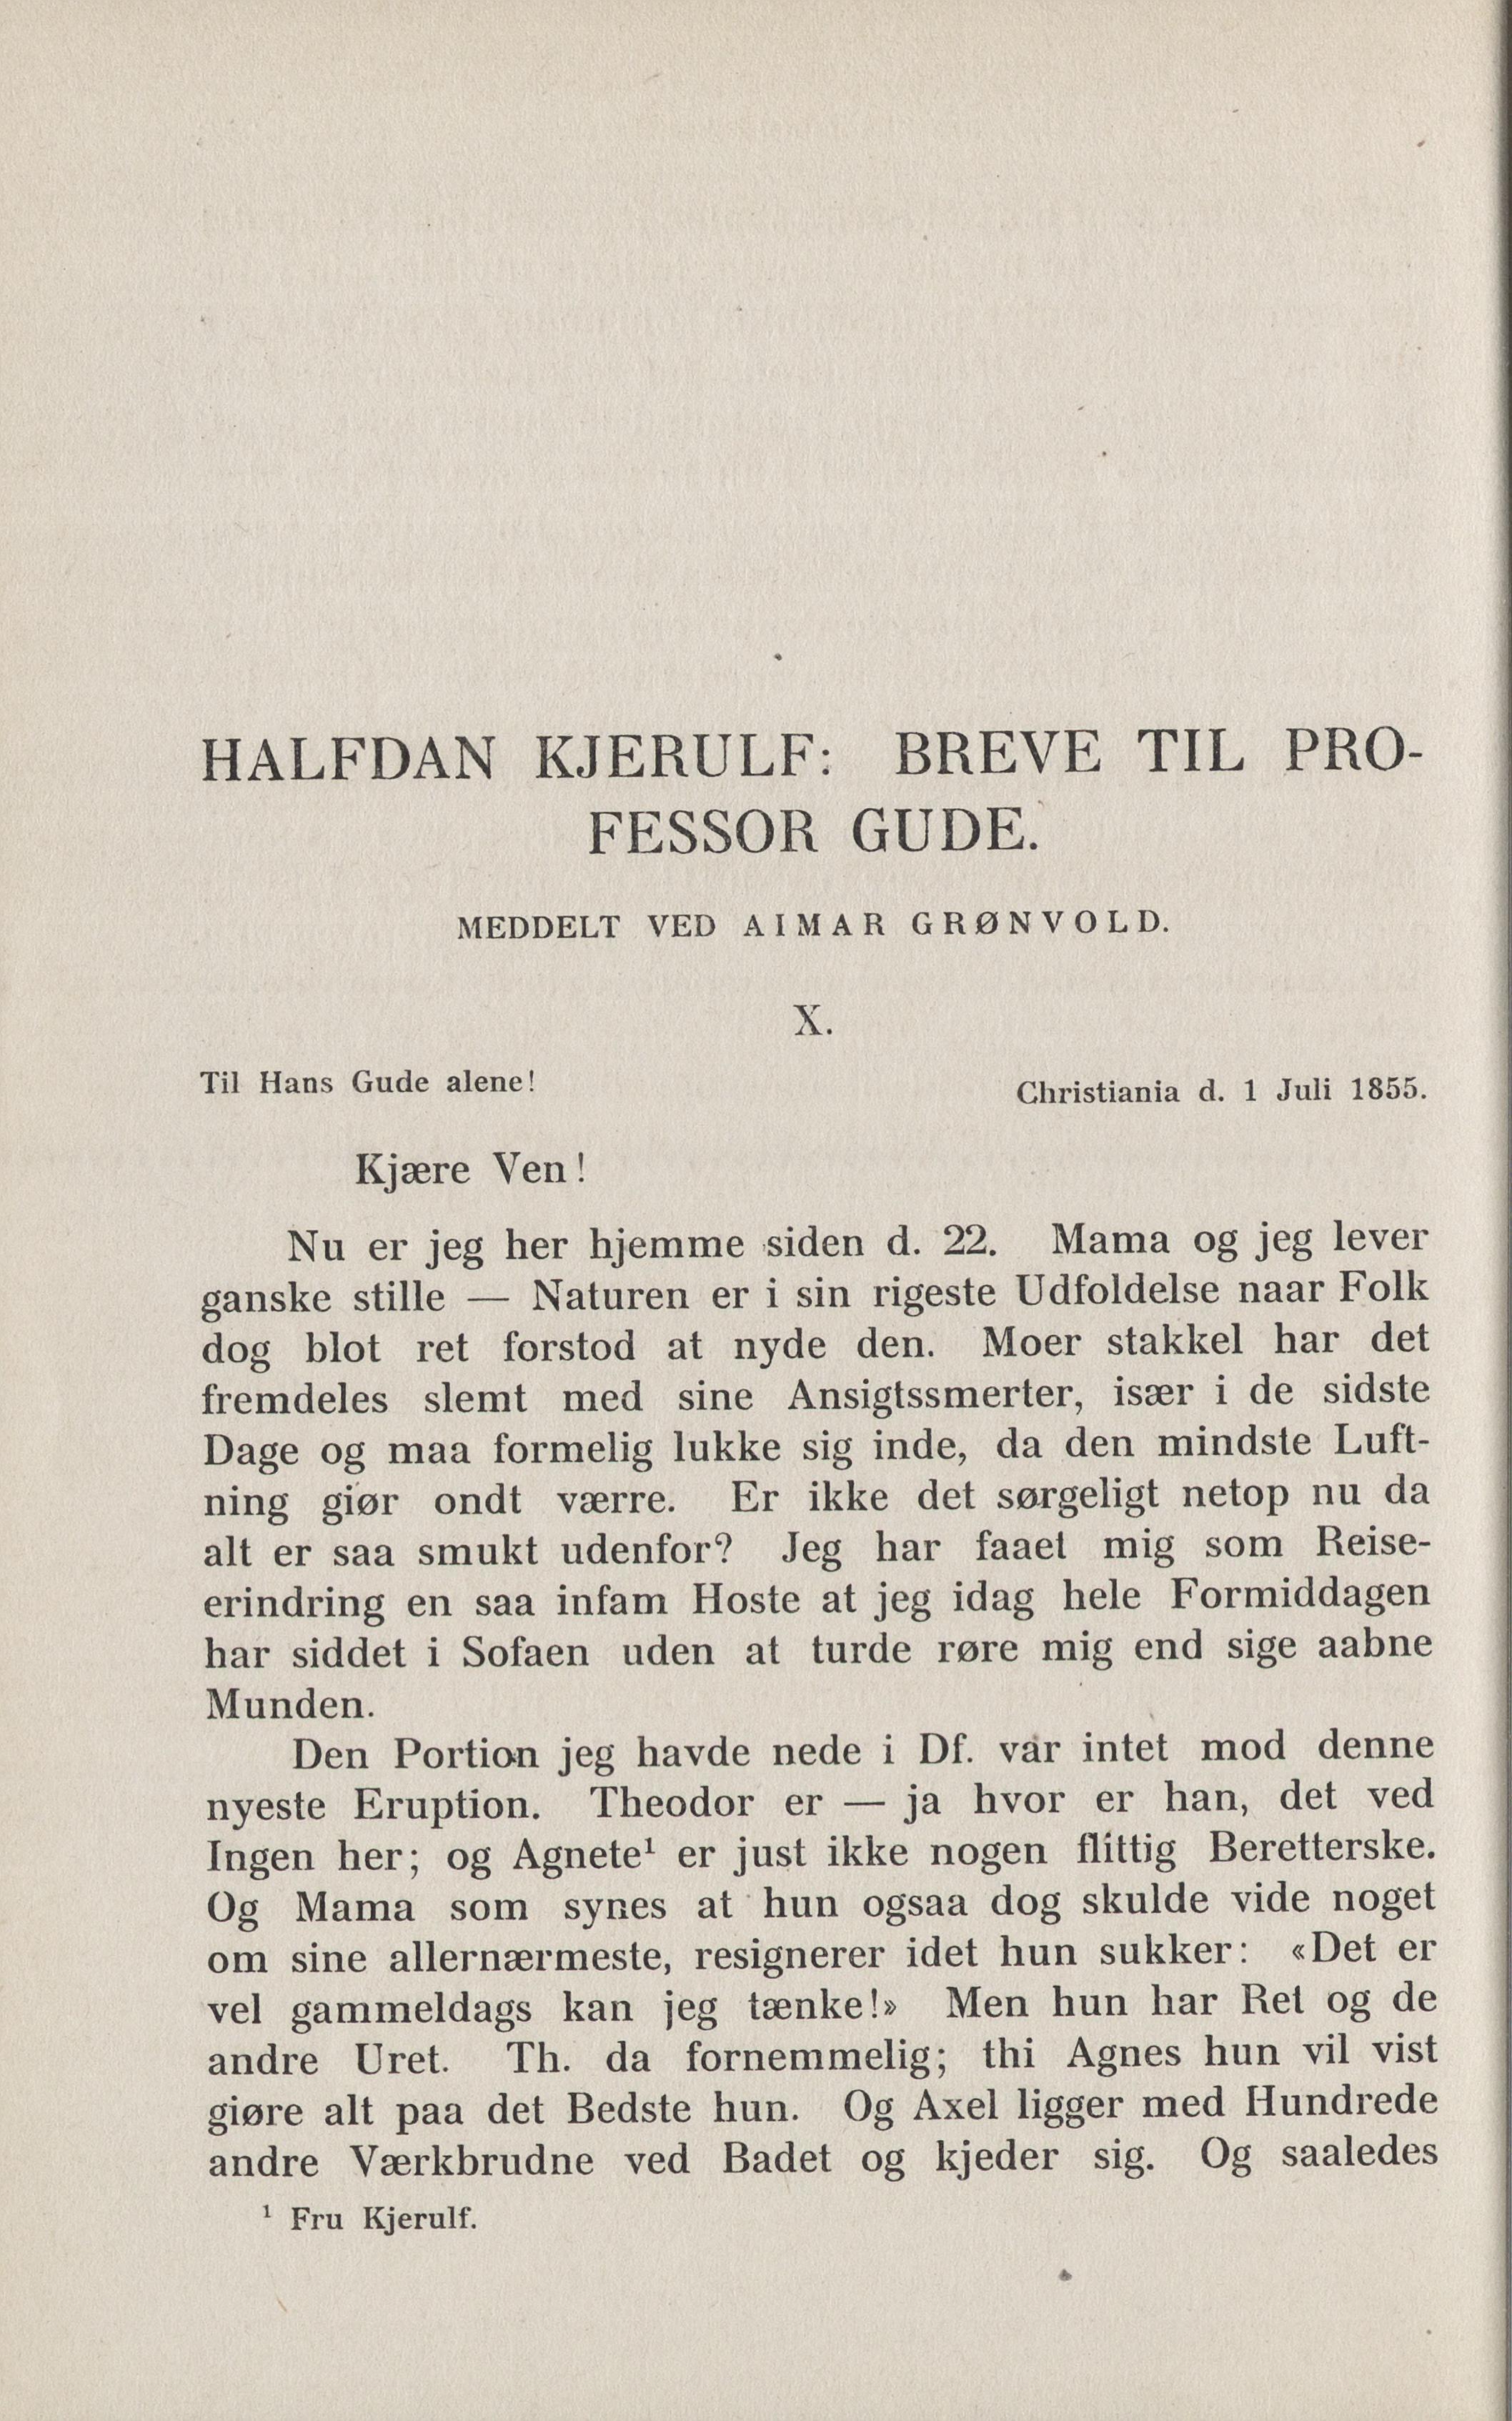 HALFDAN KJERULF: BREVE TIL PRO-
FESSOR GUDE.
MEDDELT VED AIMAR GRØNVOLD.
X.
Til Hans Gude alene!
Christiania d. 1 Juli 1855.
Kjære Ven!
Nu er jeg her hjemme siden d. 22. Mama og jeg lever
ganske stille — Naturen er i sin rigeste Udfoldelse naar Folk
dog blot ret forstod at nyde den. Moer stakkel har det
fremdeles slemt med sine Ansigtssmerter, især i de sidste
Dage og maa formelig lukke sig inde, da den mindste Luft-
ning giør ondt værre. Er ikke det sørgeligt netop nu da
alt er saa smukt udenfor? Jeg har faaet mig som Reise-
erindring en saa infam Hoste at jeg idag hele Formiddagen
har siddet i Sofaen uden at turde røre mig end sige aabne
Munden.
Den Portion jeg havde nede i Df. var intet mod denne
nyeste Eruption. Theodor er — ja hvor er han, det ved
Ingen her; og Agnete¹ er just ikke nogen flittig Beretterske.
Og Mama som synes at hun ogsaa dog skulde vide noget
om sine allernærmeste, resignerer idet hun sukker: «Det er
vel gammeldags kan jeg tænke!» Men hun har Ret og de
andre Uret. Th. da fornemmelig; thi Agnes hun vil vist
giøre alt paa det Bedste hun. Og Axel ligger med Hundrede
andre Værkbrudne ved Badet og kjeder sig. Og saaledes
¹ Fru Kjerulf.